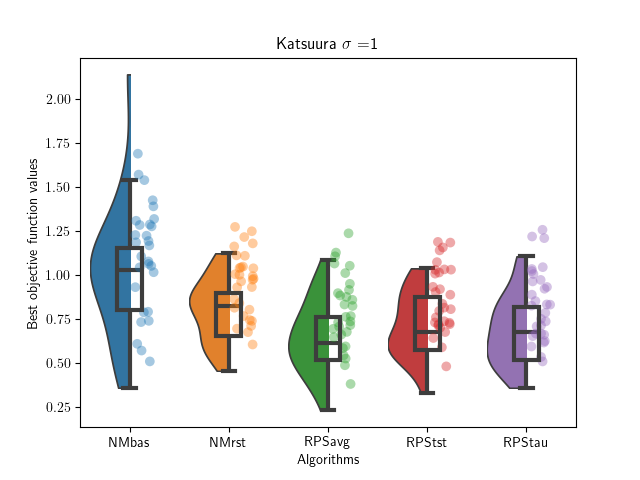 Katsuura σ =1
Best objective function values
2.00
1.75
1.50
1.25
1.00
0.75
0.50
0.25
NMbas NMrst RPSavg RPStst RPStau
Algorithms